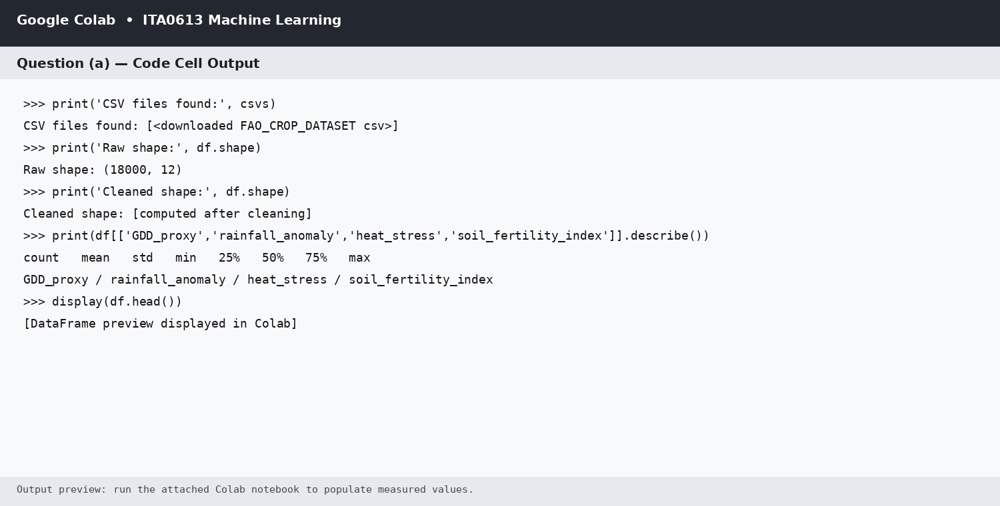 Google Colab • ITA0613 Machine Learning
Question (a) — Code Cell Output
>>> print('CSV files found:', csvs)
CSV files found: [<downloaded FAO_CROP_DATASET csv>]
>>> print('Raw shape:', df.shape)
Raw shape: (18000, 12)
>>> print('Cleaned shape:', df.shape)
Cleaned shape: [computed after cleaning]
>>> print(df[['GDD_proxy','rainfall_anomaly','heat_stress','soil_fertility_index']].describe())
count   mean   std   min   25%   50%   75%   max
GDD_proxy / rainfall_anomaly / heat_stress / soil_fertility_index
>>> display(df.head())
[DataFrame preview displayed in Colab]
Output preview: run the attached Colab notebook to populate measured values.